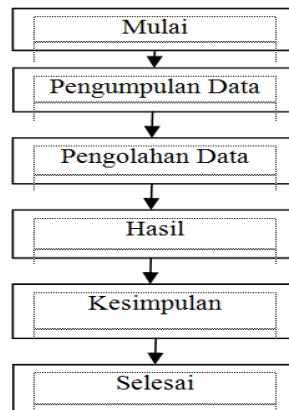 Mulai
Pengumpulan Data
Pengolahan Data
Hasil
Kesimpulan
Selesai